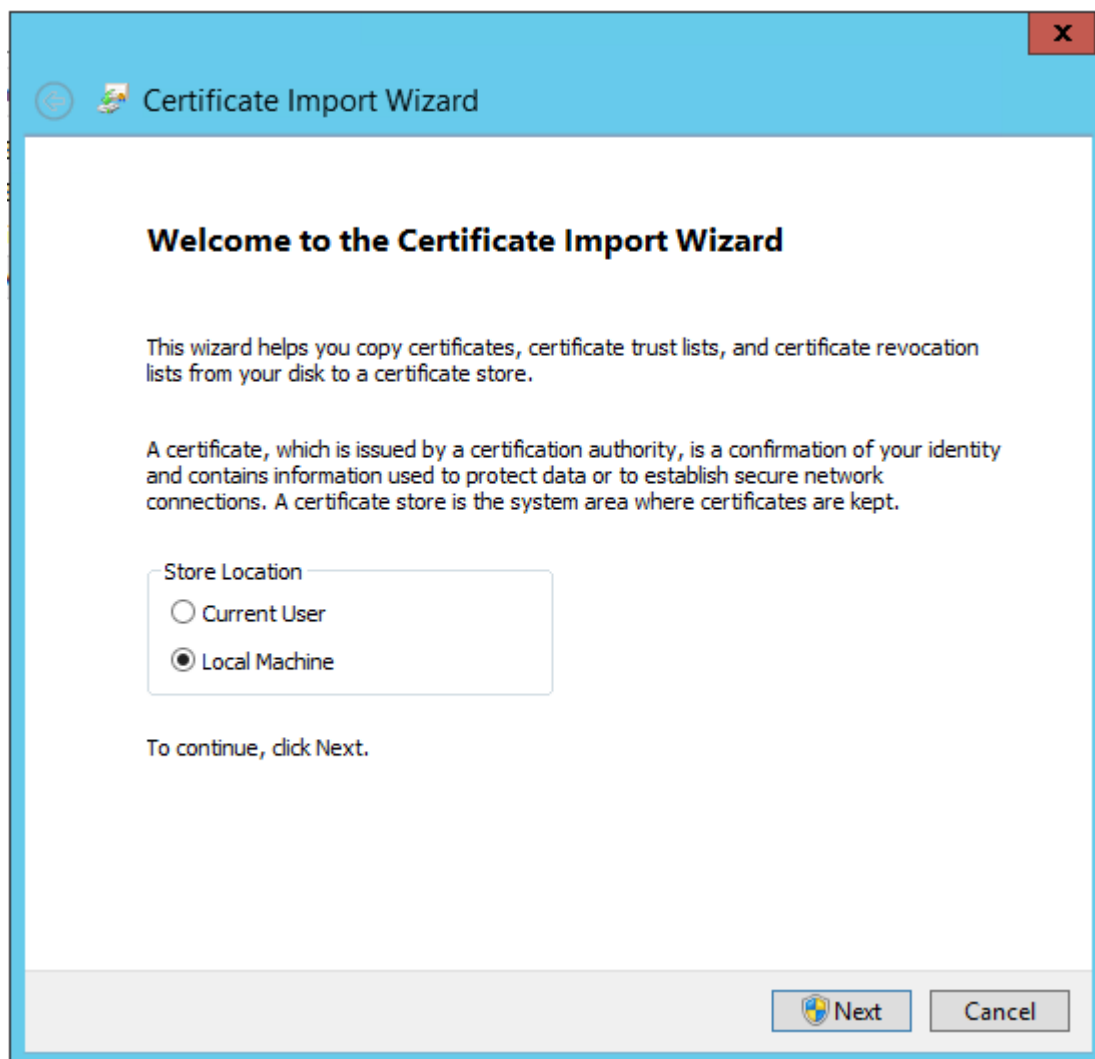 x
Certificate Import Wizard
Welcome to the Certificate Import Wizard
This wizard helps you copy certificates, certificate trust lists, and certificate revocation
lists from your disk to a certificate store.
A certificate, which is issued by a certification authority, is a confirmation of your identity
and contains information used to protect data or to establish secure network
connections. A certificate store is the system area where certificates are kept.
Store Location
Current User
Local Machine
To continue, click Next.
Next Cancel